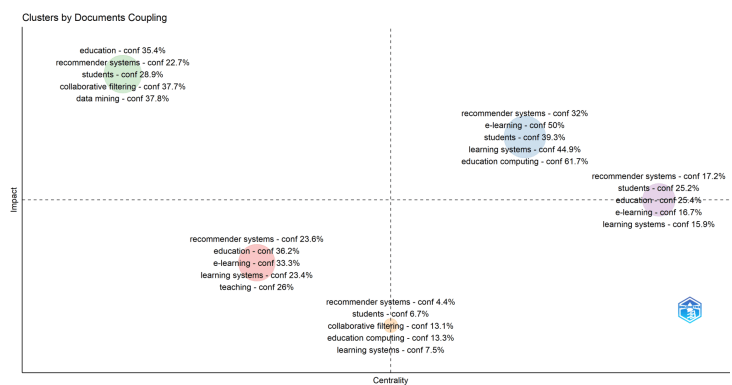 Clusters by Documents Coupling
education - conf 35.4%
recommender systems - conf 22.7%
students - conf 28.9%
collaborative filtering - conf 37.7%
data mining - conf 37.8%
recommender systems - conf 32%
e-learning - conf 50%
students - conf 39.3%
learning systems - conf 44.9%
education computing - conf 61.7%
recommender systems - conf 17.2%
students - conf 25.2%
education - conf 25.4%
e-learning - conf 16.7%
learning systems - conf 15.9%
Impact
recommender systems - conf 23.6%
education - conf 36.2%
e-learning - conf 33.3%
learning systems - conf 23.4%
teaching - conf 26%
recommender systems - conf 4.4%
students - conf 6.7%
collaborative filtering - conf 13.1%
education computing - conf 13.3%
learning systems - conf 7.5%
Centrality